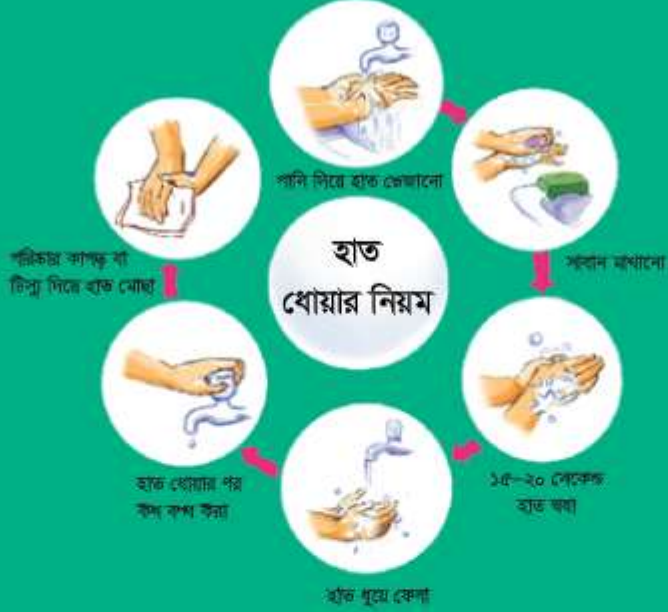 পানি দিয়ে হাত ভেজানো
হাত
ধোয়ার নিয়ম
সাবান মাখানো
১৫–২০ সেকেন্ড
হাত ঘষা
হাত ধুয়ে ফেলা
হাত ধোয়ার পর
কল বন্ধ করা
পরিষ্কার কাপড় বা
টিস্যু দিয়ে হাত মোছা